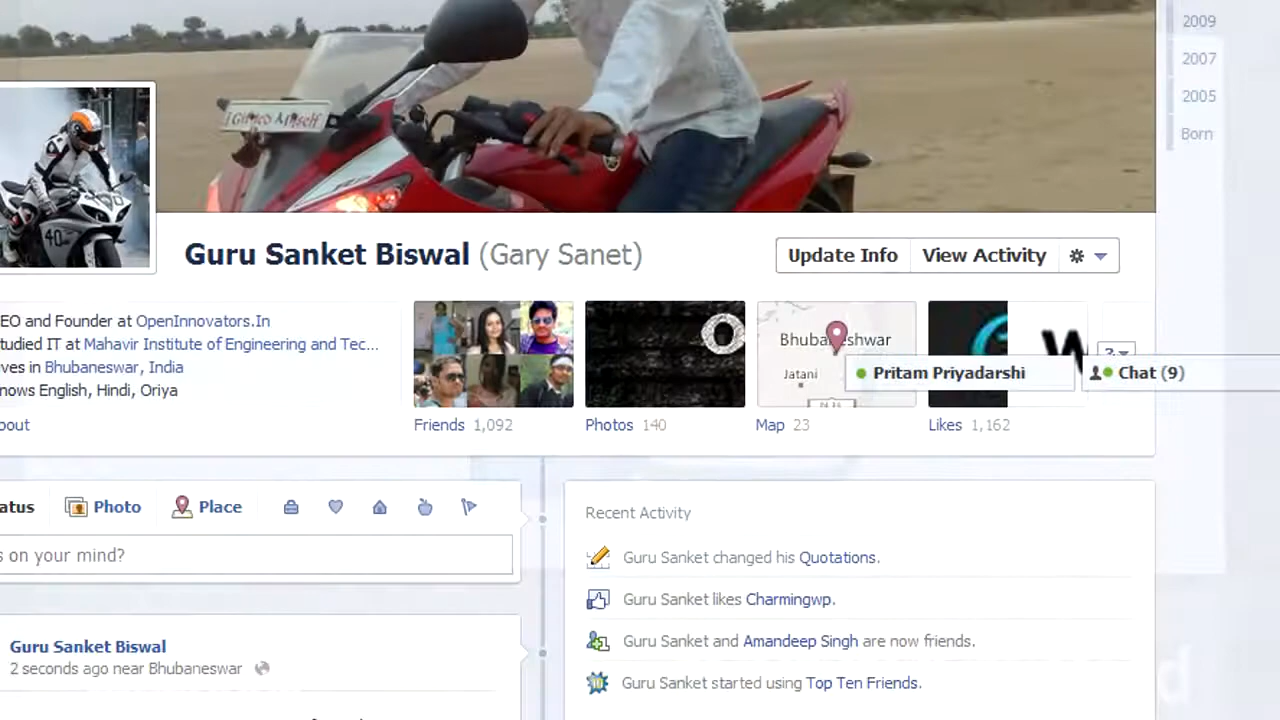 2009
2007
2005
Born
Gifted Myself
Guru Sanket Biswal (Gary Sanet)
Update Info
View Activity
EO and Founder at OpenInnovators.In
tudied IT at Mahavir Institute of Engineering and Tec...
ves in Bhubaneswar, India
nows English, Hindi, Oriya
bout
Bhubaneshwar
Jatani
Friends 1,092
Photos 140
Map 23
Likes 1,162
Pritam Priyadarshi
Chat (9)
atus
Photo
Place
s on your mind?
Recent Activity
Guru Sanket changed his Quotations.
Guru Sanket likes Charmingwp.
Guru Sanket and Amandeep Singh are now friends.
Guru Sanket started using Top Ten Friends.
Guru Sanket Biswal
2 seconds ago near Bhubaneswar